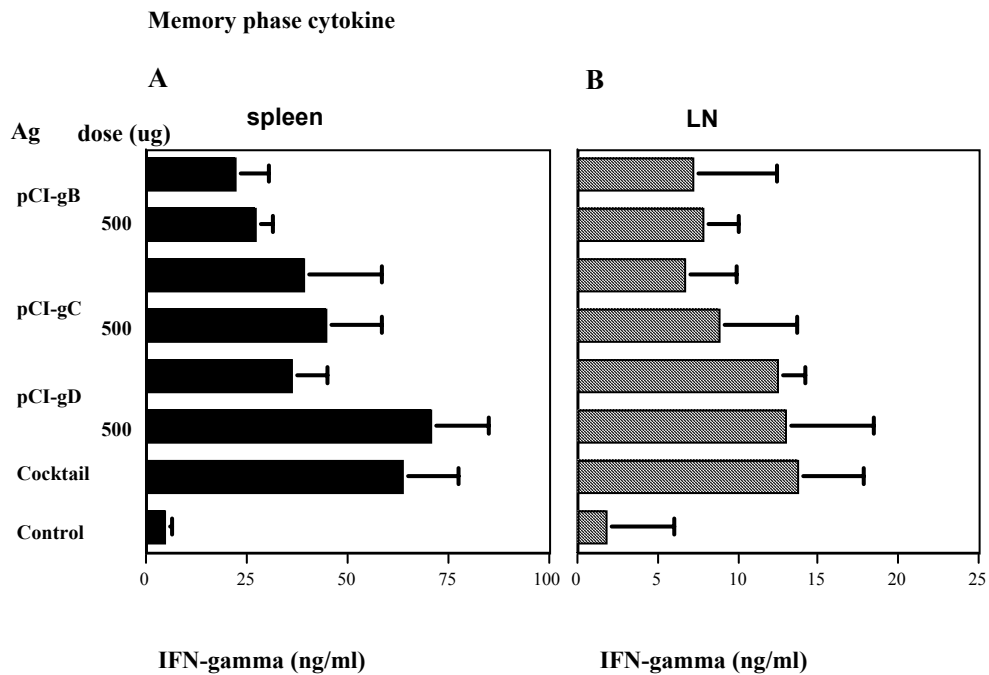 Memory phase cytokine
A
B
spleen
LN
Ag
dose (ug)
pCI-gB
500
pCI-gC
500
pCI-gD
500
Cocktail
Control
0 25 50 75 100
0 5 10 15 20 25
IFN-gamma (ng/ml)
IFN-gamma (ng/ml)